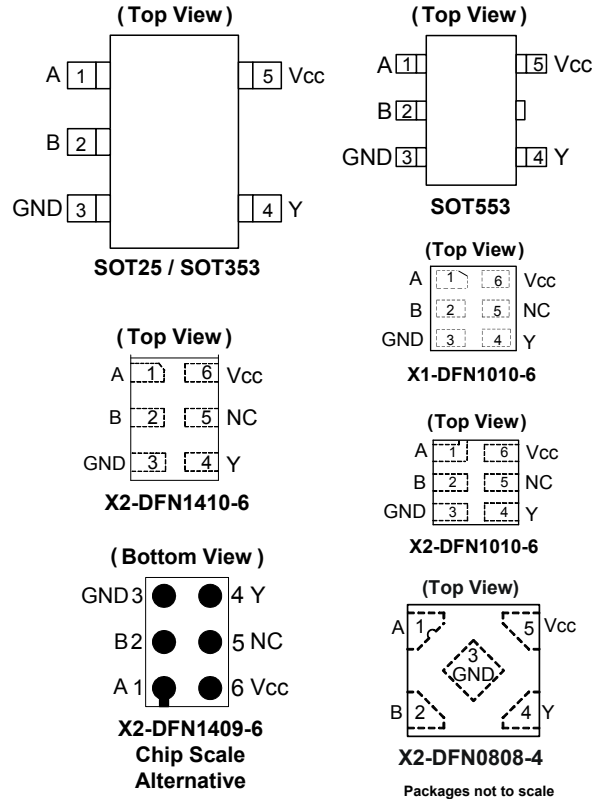 (Top View)
A 1 5 Vcc
B 2
GND 3 4 Y
SOT25 / SOT353
(Top View)
A 1 5 Vcc
B 2
GND 3 4 Y
SOT553
(Top View)
A 1 6 Vcc
B 2 5 NC
GND 3 4 Y
X1-DFN1010-6
(Top View)
A 1 6 Vcc
B 2 5 NC
GND 3 4 Y
X2-DFN1410-6
(Top View)
A 1 6 Vcc
B 2 5 NC
GND 3 4 Y
X2-DFN1010-6
(Bottom View)
GND 3 4 Y
B 2 5 NC
A 1 6 Vcc
X2-DFN1409-6
Chip Scale
Alternative
(Top View)
A 1 5 Vcc
3
GND
B 2 4 Y
X2-DFN0808-4
Packages not to scale